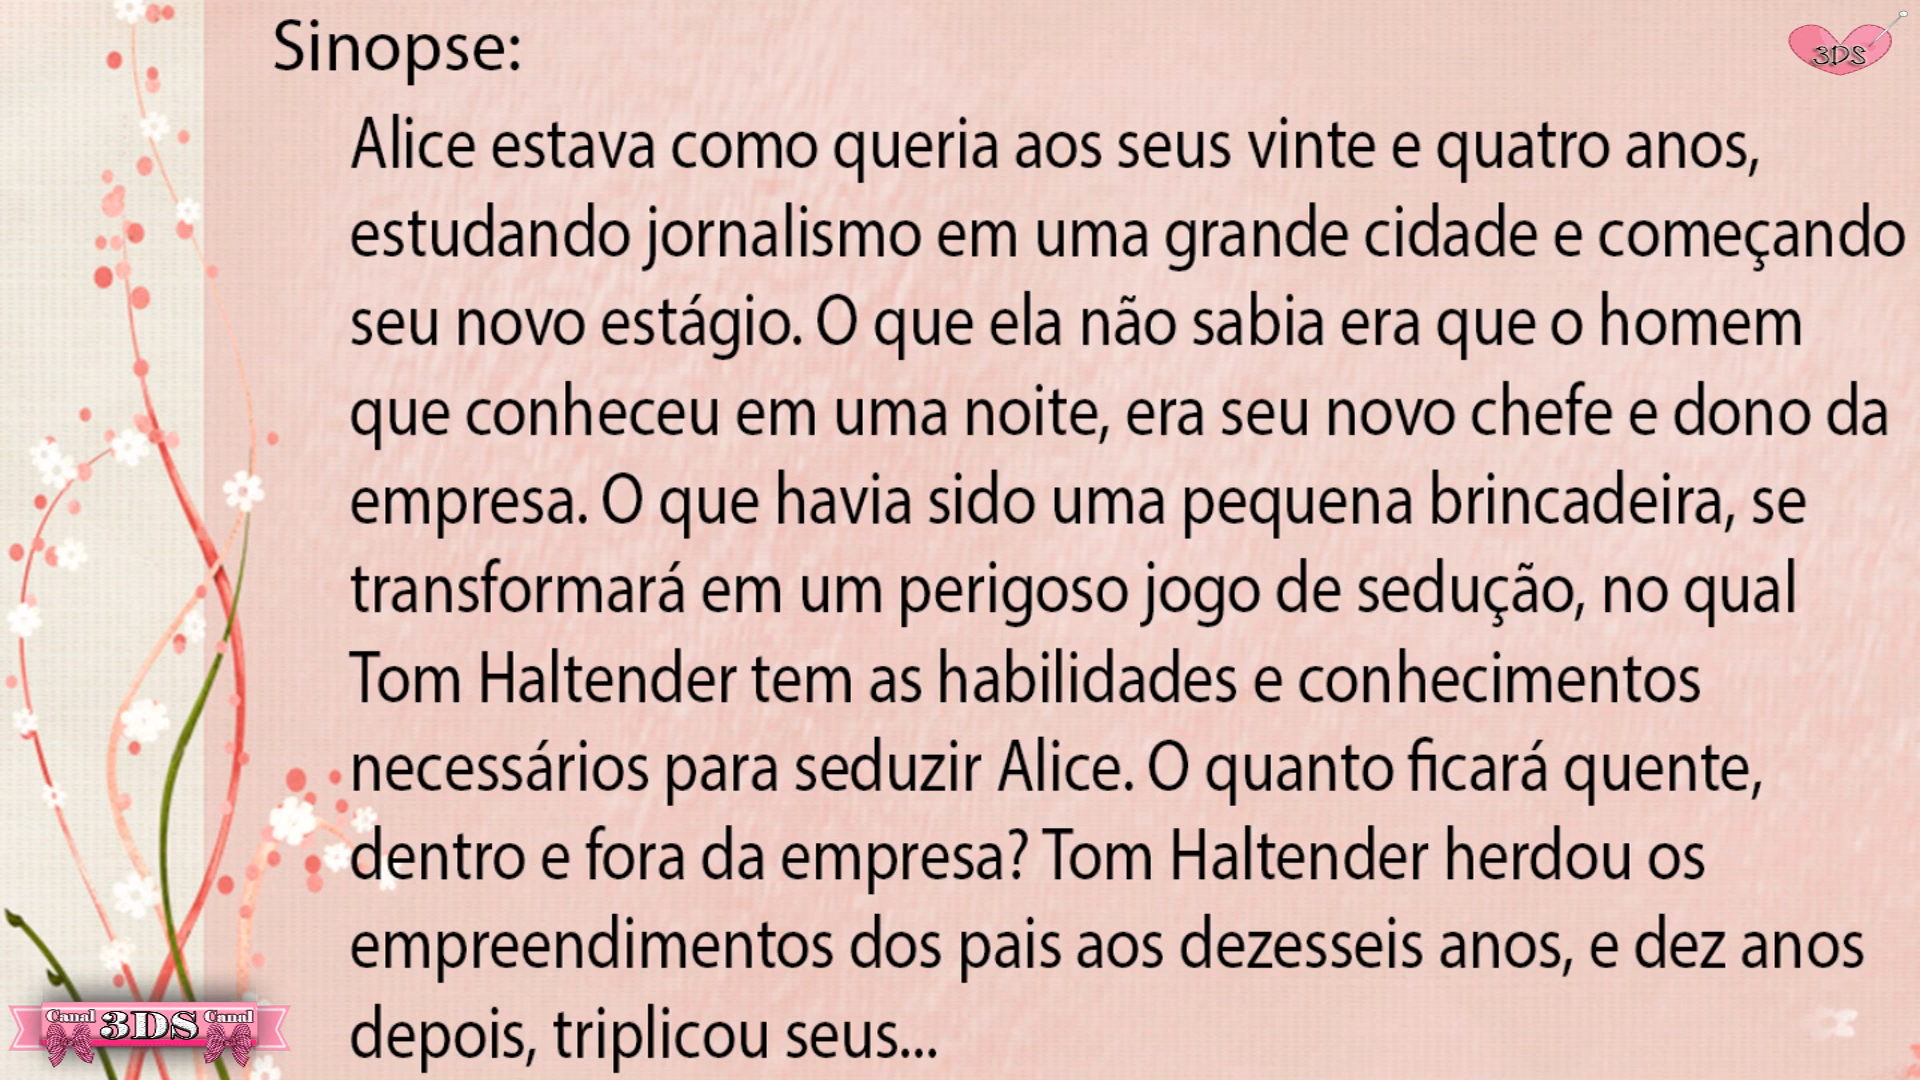 Sinopse:
3DS
Alice estava como queria aos seus vinte e quatro anos,
estudando jornalismo em uma grande cidade e começando
seu novo estágio. O que ela não sabia era que o homem
que conheceu em uma noite, era seu novo chefe e dono da
empresa. O que havia sido uma pequena brincadeira, se
transformará em um perigoso jogo de sedução, no qual
Tom Haltender tem as habilidades e conhecimentos
necessários para seduzir Alice. O quanto ficará quente,
dentro e fora da empresa? Tom Haltender herdou os
empreendimentos dos pais aos dezesseis anos, e dez anos
depois, triplicou seus...
Canal 3DS Canal